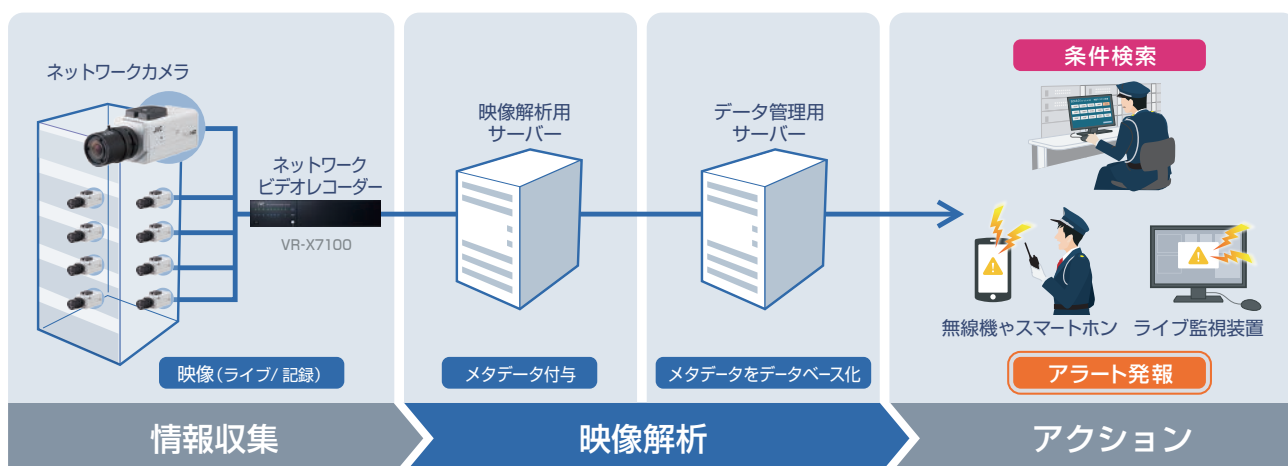 ネットワークカメラ
JVC
ネットワーク
ビデオレコーダー
VR-X7100
映像（ライブ/ 記録）
情報収集
映像解析用
サーバー
メタデータ付与
データ管理用
サーバー
メタデータをデータベース化
映像解析
条件検索
無線機やスマートホン
ライブ監視装置
アラート発報
アクション